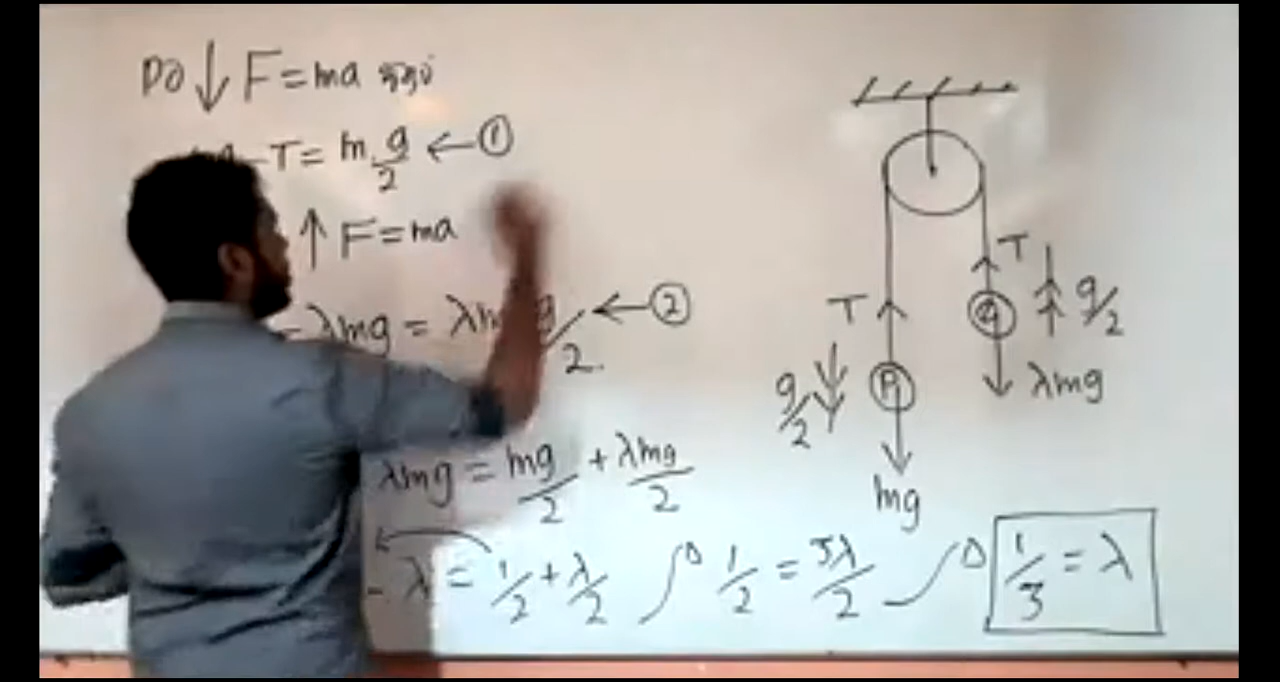 ↓ F = ma
- T = m g/2 ← ①
↑ F = ma
- λmg = λm g/2. ← ②
λmg = mg/2 + λmg/2
- λ = 1/2 + λ/2 1/2 = 3λ/2 1/3 = λ
T
g/2
T
Q
λmg
g/2
P
mg